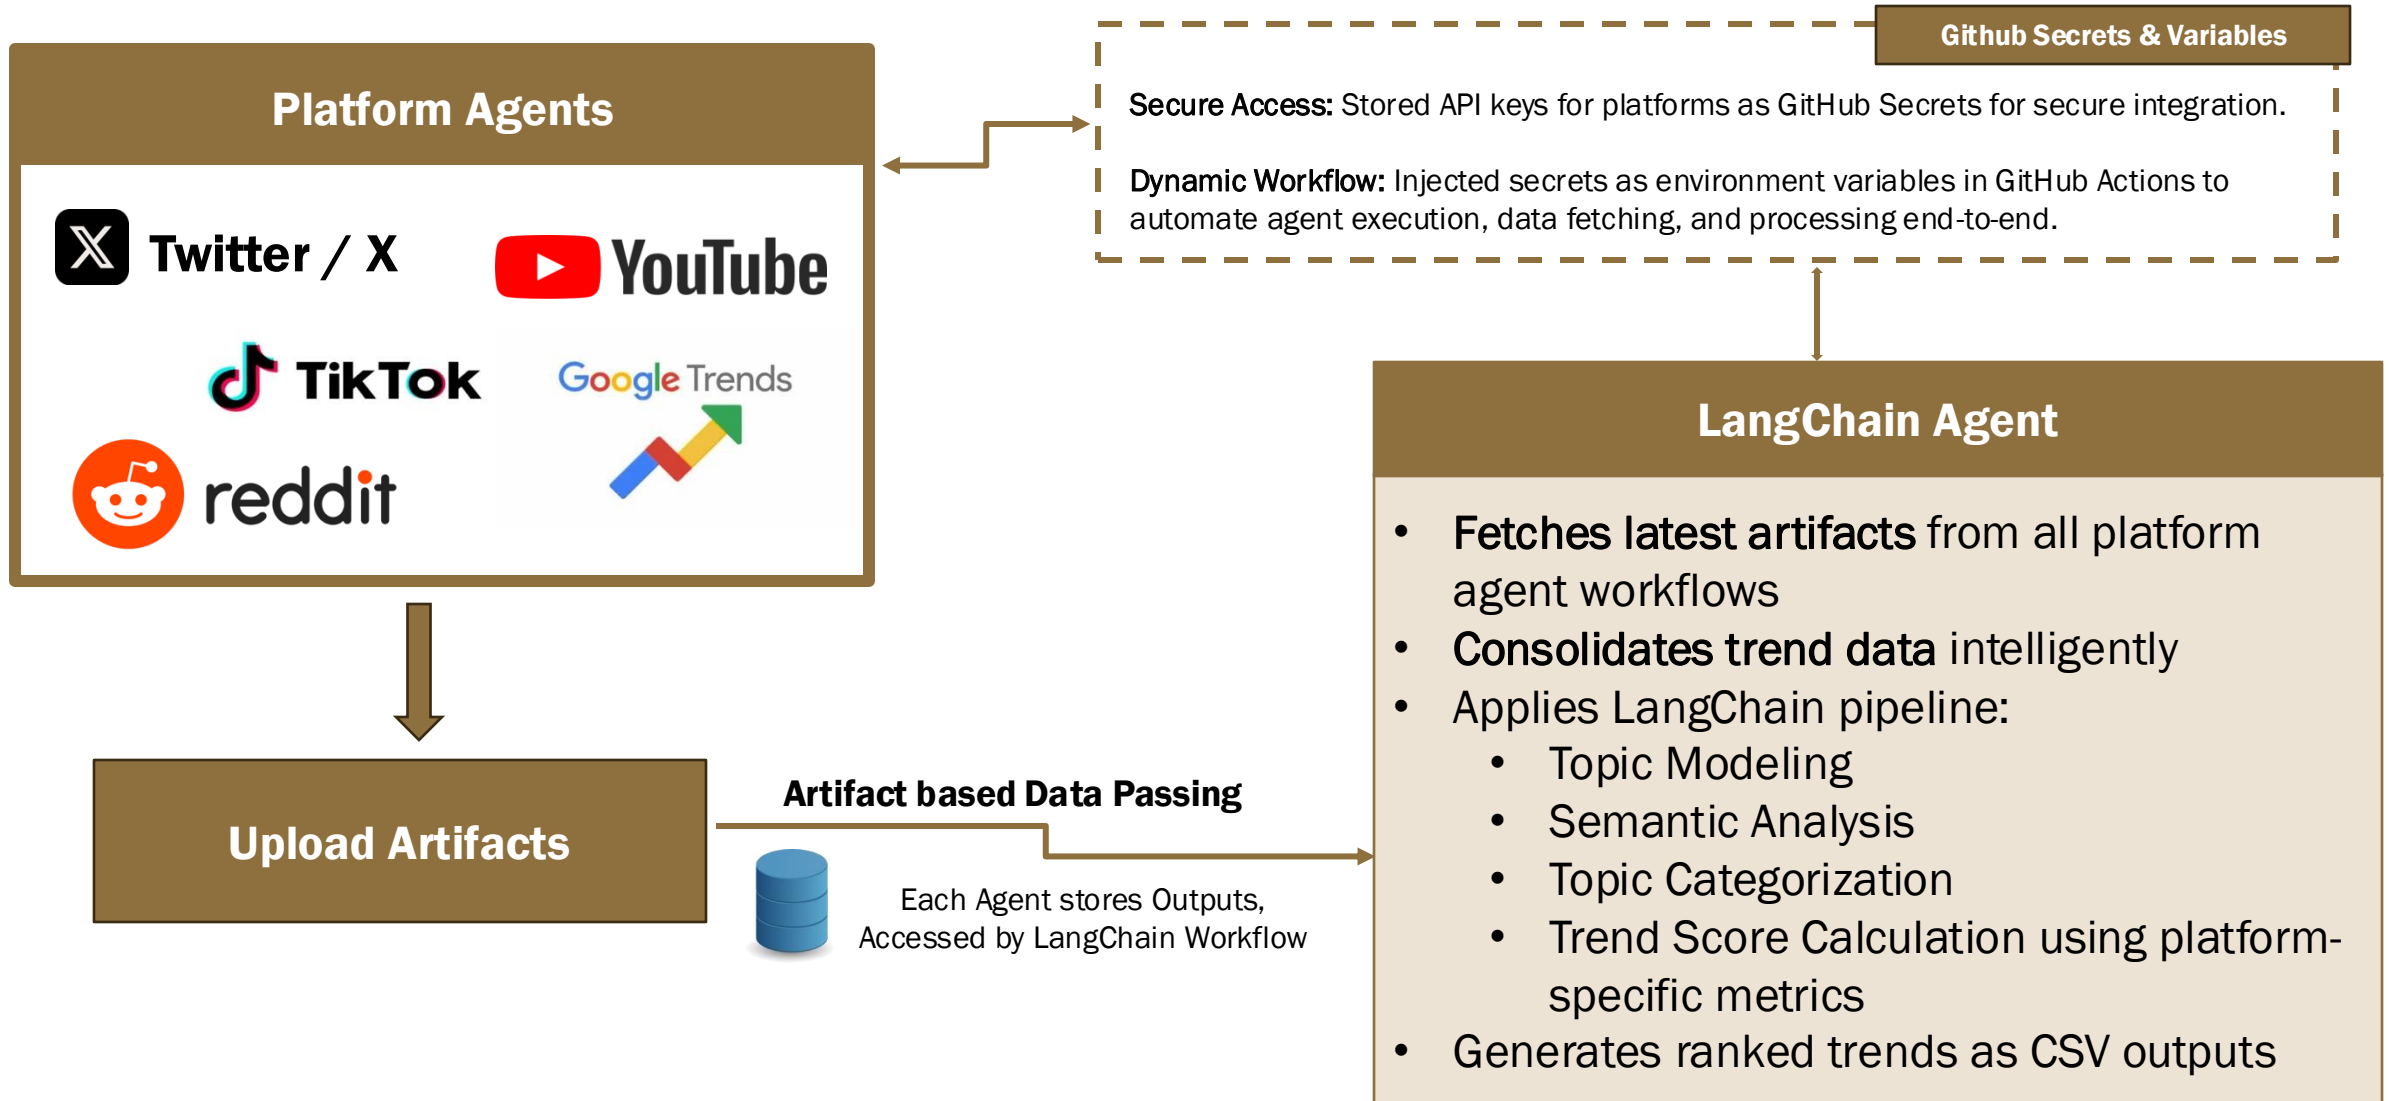 Github Secrets & Variables
Platform Agents
Secure Access: Stored API keys for platforms as GitHub Secrets for secure integration.
Dynamic Workflow: Injected secrets as environment variables in GitHub Actions to
automate agent execution, data fetching, and processing end-to-end.
Twitter / X
YouTube
TikTok
Google Trends
reddit
LangChain Agent
• Fetches latest artifacts from all platform
agent workflows
• Consolidates trend data intelligently
• Applies LangChain pipeline:
• Topic Modeling
• Semantic Analysis
• Topic Categorization
• Trend Score Calculation using platform-
specific metrics
• Generates ranked trends as CSV outputs
Upload Artifacts
Artifact based Data Passing
Each Agent stores Outputs,
Accessed by LangChain Workflow